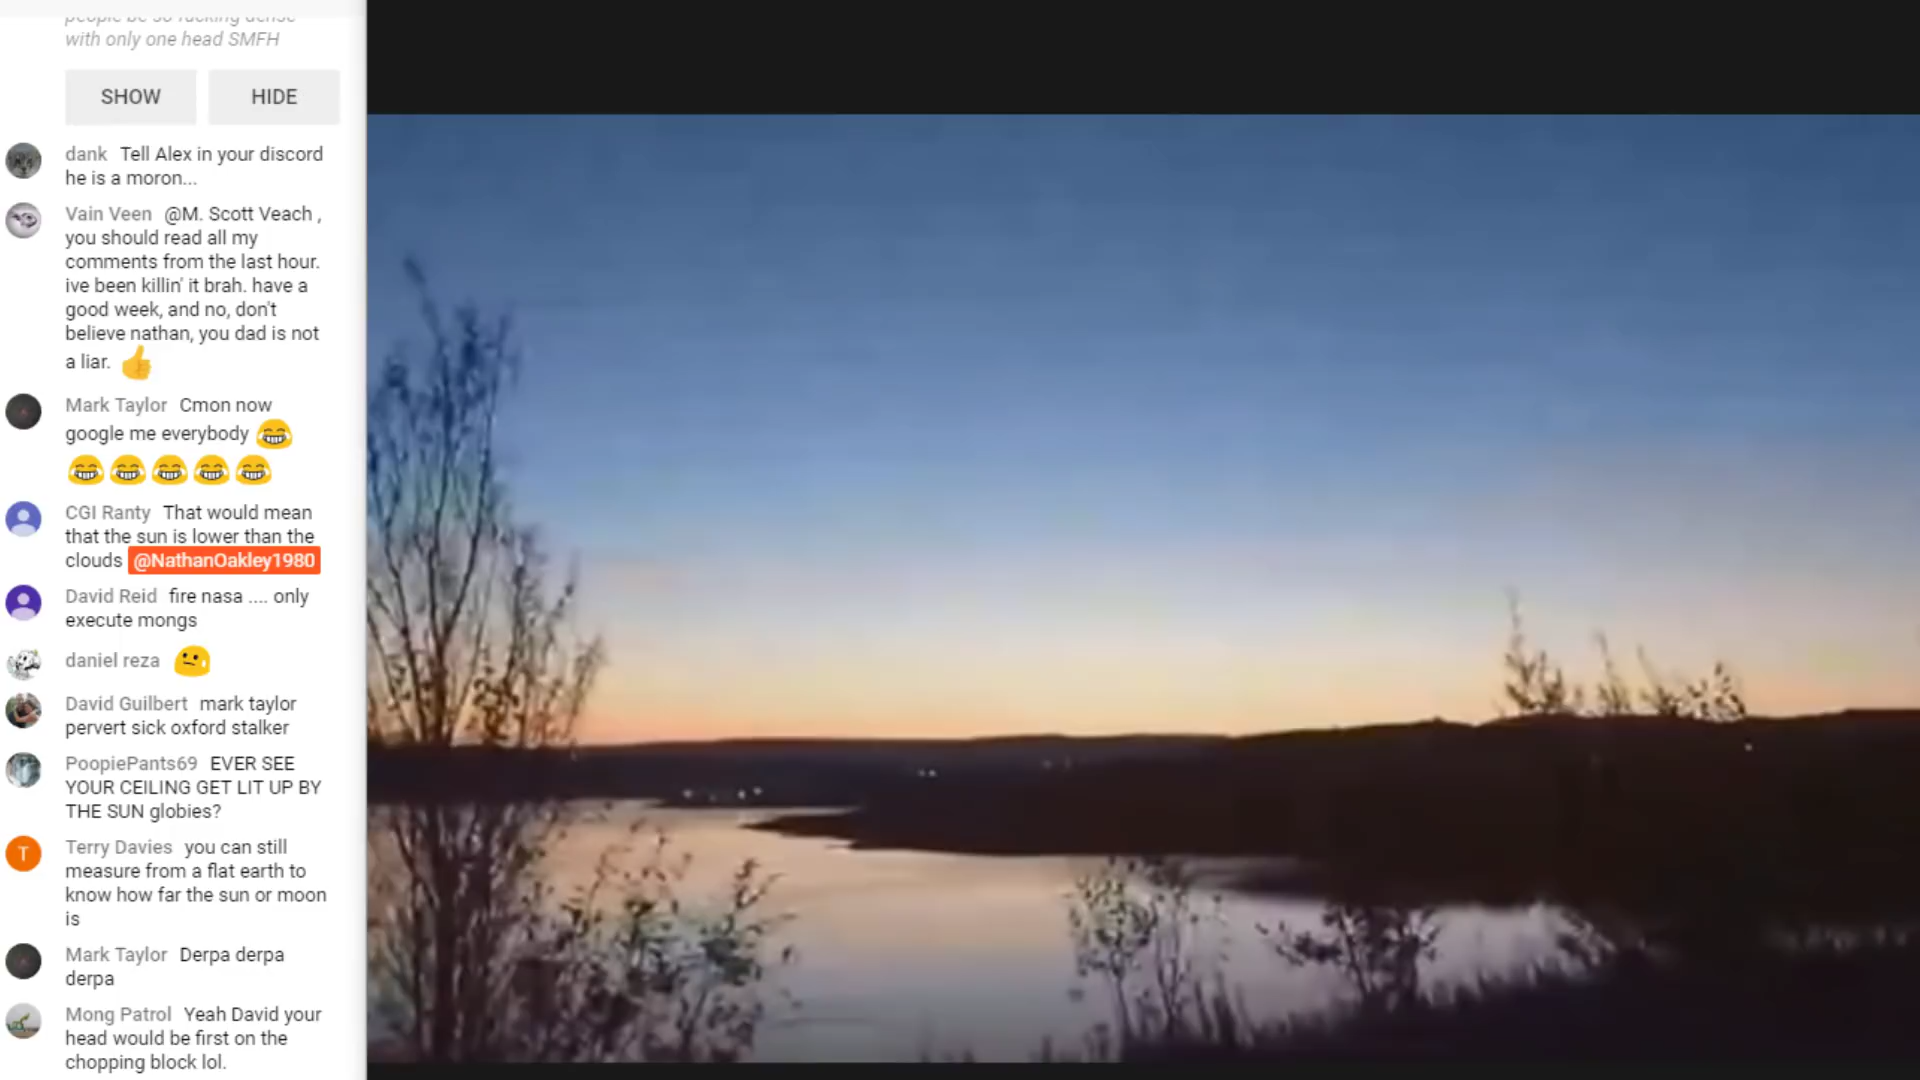 people be so fucking dense
with only one head SMFH
SHOW HIDE
dank Tell Alex in your discord
he is a moron...
Vain Veen @M. Scott Veach ,
you should read all my
comments from the last hour.
ive been killin' it brah. have a
good week, and no, don't
believe nathan, you dad is not
a liar.
Mark Taylor Cmon now
google me everybody
CGI Ranty That would mean
that the sun is lower than the
clouds @NathanOakley1980
David Reid fire nasa .... only
execute mongs
daniel reza
David Guilbert mark taylor
pervert sick oxford stalker
PoopiePants69 EVER SEE
YOUR CEILING GET LIT UP BY
THE SUN globies?
T
Terry Davies you can still
measure from a flat earth to
know how far the sun or moon
is
Mark Taylor Derpa derpa
derpa
Mong Patrol Yeah David your
head would be first on the
chopping block lol.